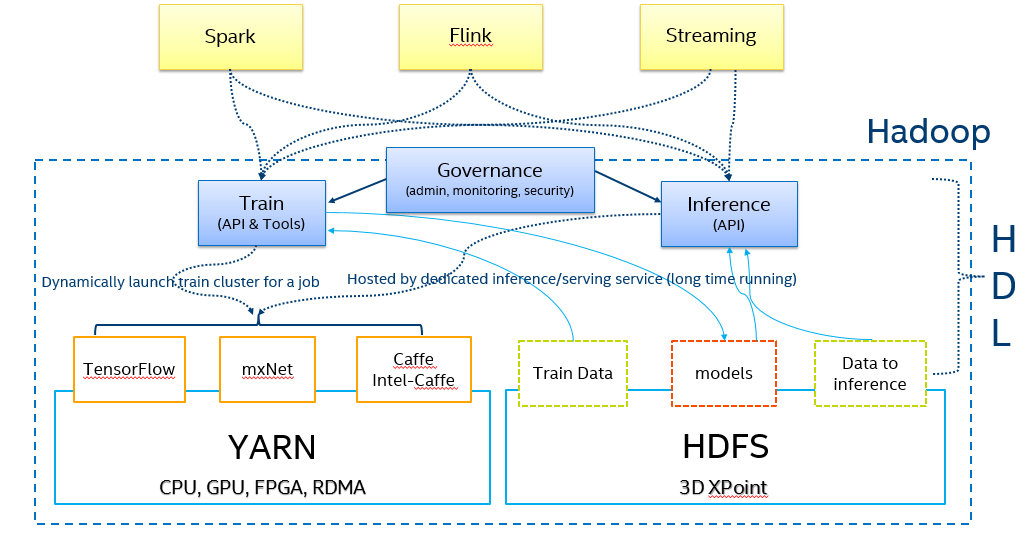 Spark
Flink
Streaming
Hadoop
Governance
(admin, monitoring, security)
Train
(API & Tools)
Inference
(API)
H
D
L
Dynamically launch train cluster for a job
Hosted by dedicated inference/serving service (long time running)
TensorFlow
mxNet
Caffe
Intel-Caffe
Train Data
models
Data to
inference
YARN
CPU, GPU, FPGA, RDMA
HDFS
3D XPoint